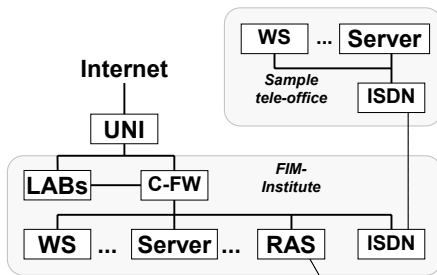 WS ... Server
Internet
Sample
tele-office
ISDN
UNI
FIM-
Institute
LABs C-FW
WS ... Server ... RAS ISDN